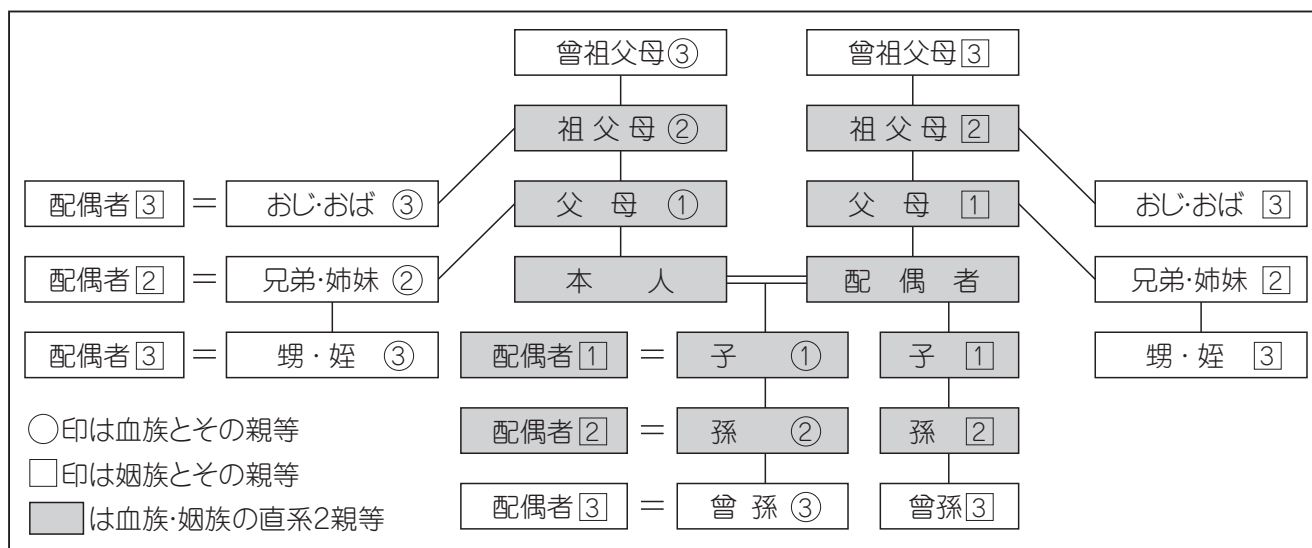 曾祖父母③ 曾祖父母3
祖父母② 祖父母2
配偶者3 = おじ・おば ③ 父母 ① 父母 1 おじ・おば 3
配偶者2 = 兄弟・姉妹 ② 本人 配偶者 兄弟・姉妹 2
配偶者3 = 甥・姪 ③ 配偶者1 = 子 ① 子 1 甥・姪 3
○印は血族とその親等 配偶者2 = 孫 ② 孫 2
□印は姻族とその親等
は血族・姻族の直系2親等 配偶者3 = 曾孫 ③ 曾孫3